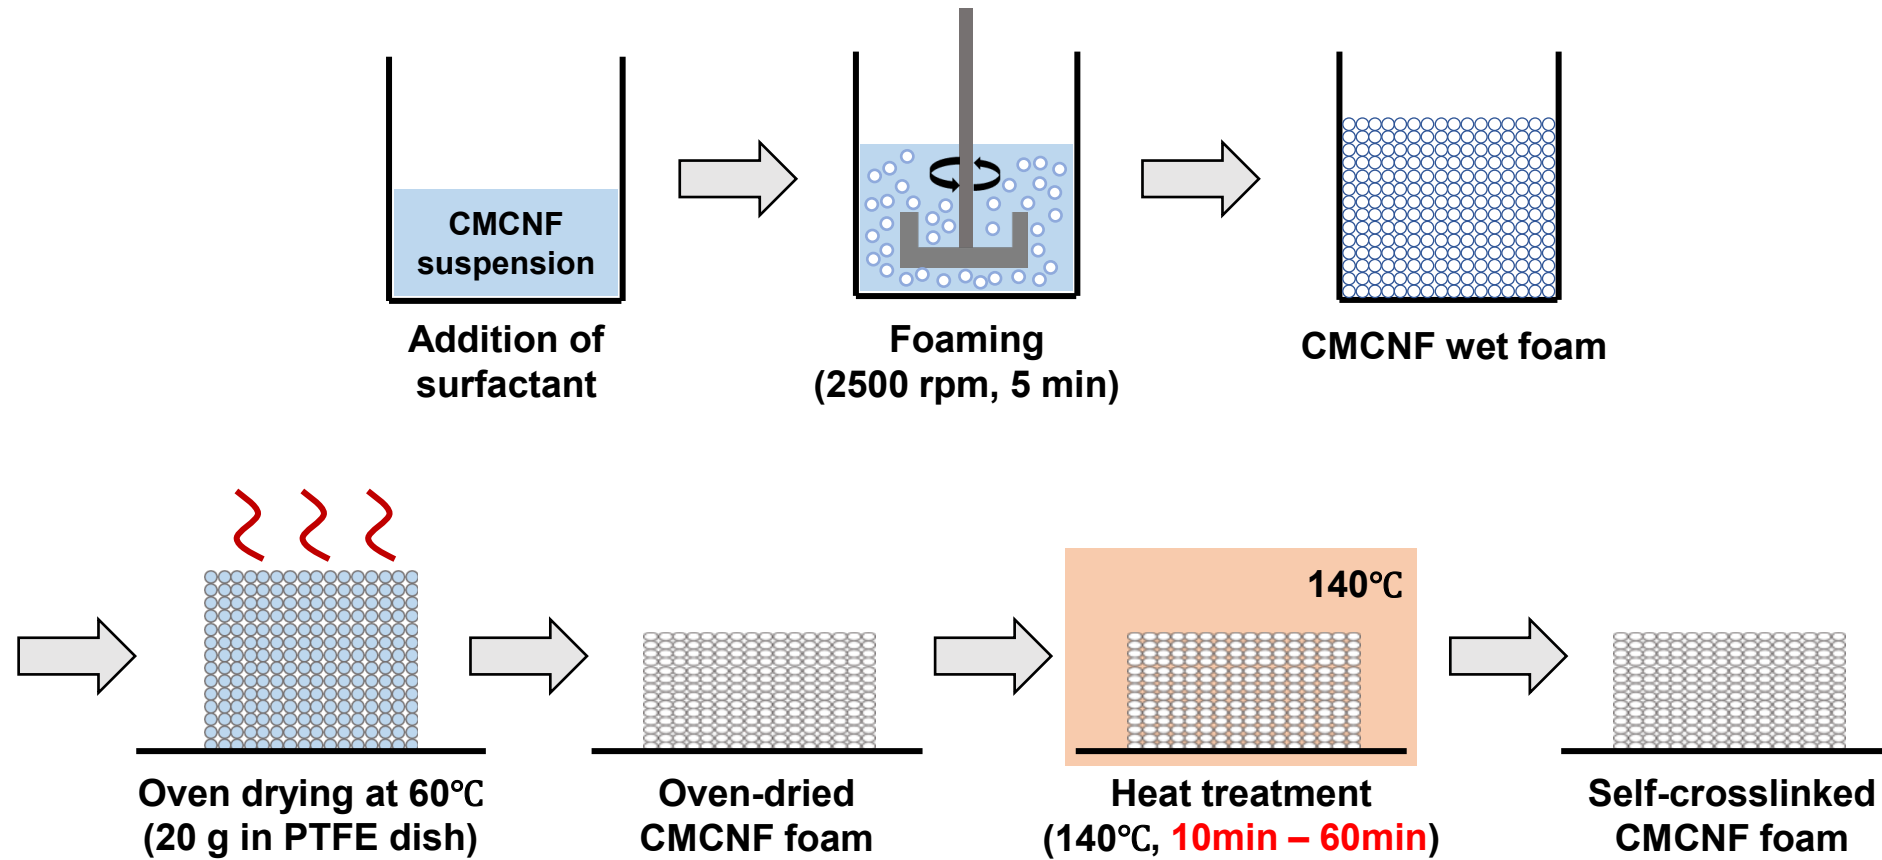 CMCNF
suspension
Addition of
surfactant
Foaming
(2500 rpm, 5 min)
CMCNF wet foam
Oven drying at 60℃
(20 g in PTFE dish)
Oven-dried
CMCNF foam
140℃
Heat treatment
(140℃, 10min – 60min)
Self-crosslinked
CMCNF foam